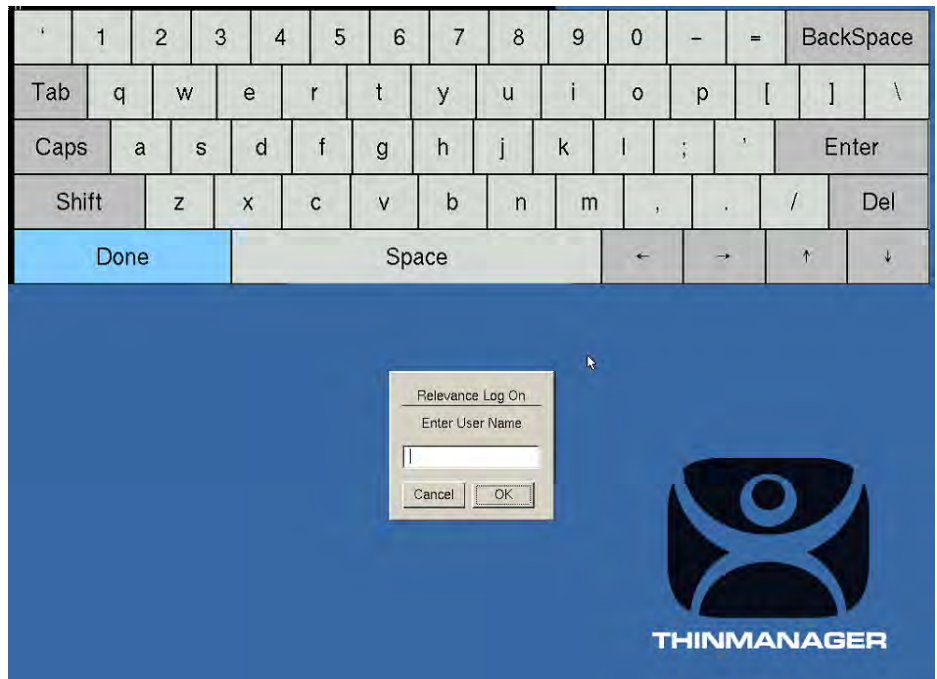 ' 1 2 3 4 5 6 7 8 9 0 - = BackSpace
Tab q w e r t y u i o p [ ] \
Caps a s d f g h j k l ; ' Enter
Shift z x c v b n m , . / Del
Done Space ← → ↑ ↓
Relevance Log On
Enter User Name
Cancel OK
THINMANAGER